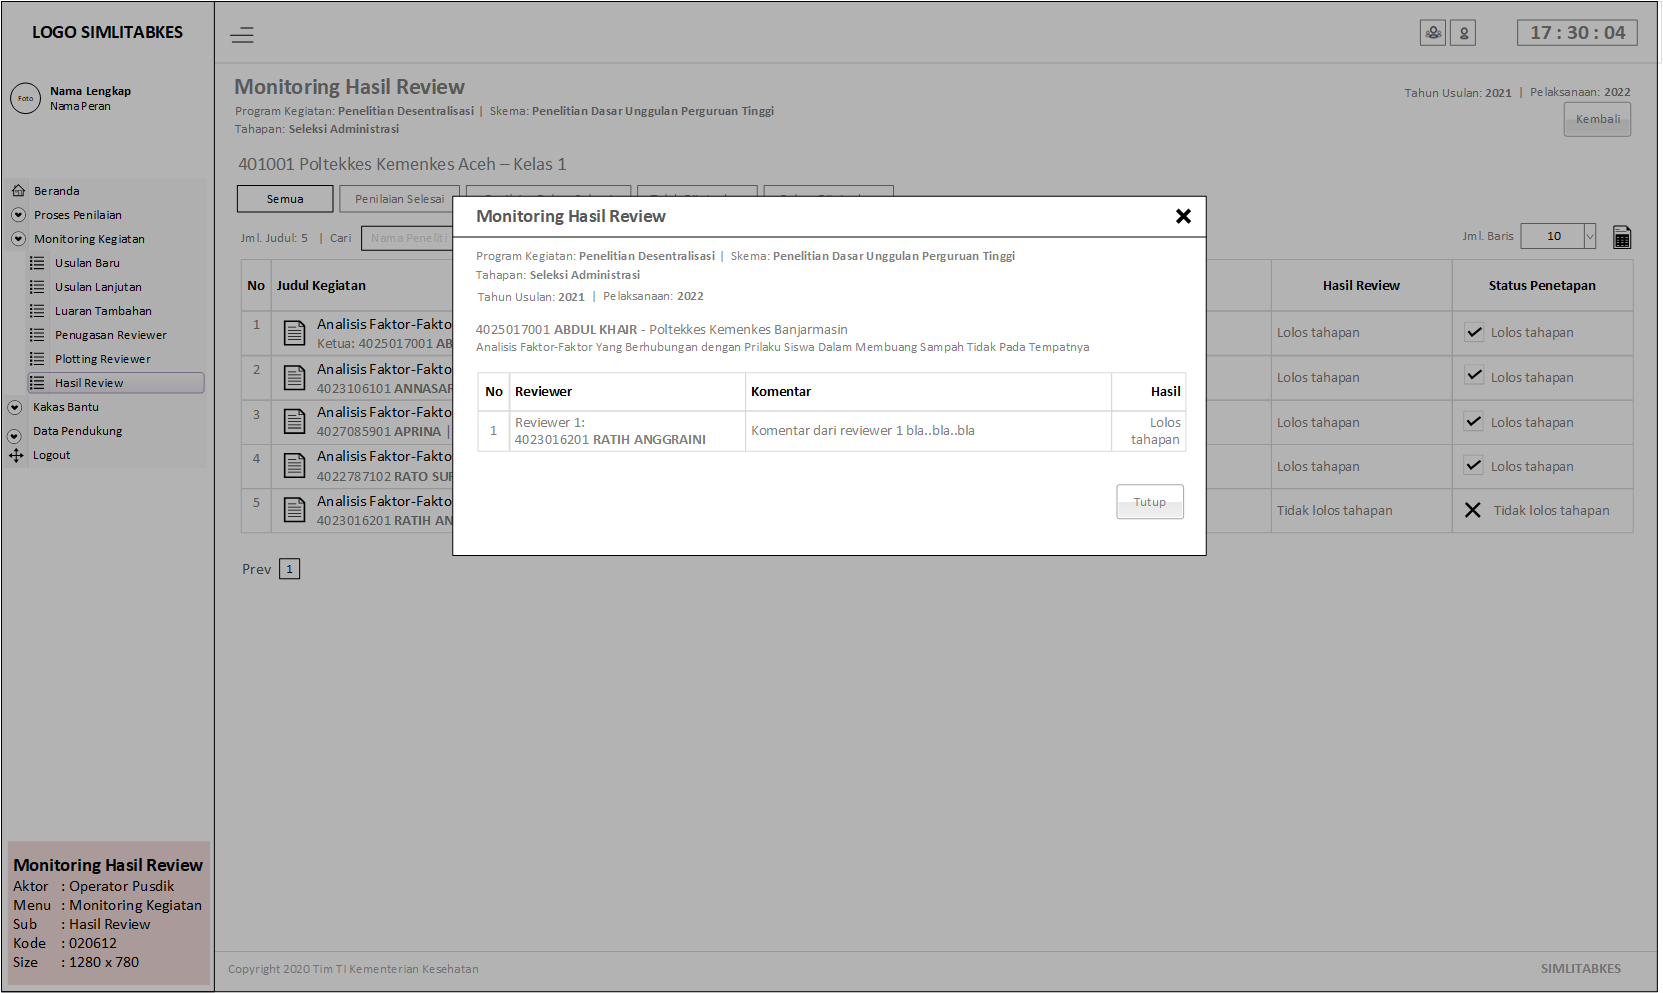 LOGO SIMLITABKES
17 : 30 : 04
Foto
Nama Lengkap
Nama Peran
Monitoring Hasil Review
Program Kegiatan: Penelitian Desentralisasi | Skema: Penelitian Dasar Unggulan Perguruan Tinggi
Tahapan: Seleksi Administrasi
Tahun Usulan: 2021 | Pelaksanaan: 2022
Kembali
401001 Poltekkes Kemenkes Aceh – Kelas 1
Semua
Penilaian Selesai
Jml. Judul: 5 | Cari
Nama Peneliti
Jml. Baris
10
Beranda
Proses Penilaian
Monitoring Kegiatan
Usulan Baru
Usulan Lanjutan
Luaran Tambahan
Penugasan Reviewer
Plotting Reviewer
Hasil Review
Kakas Bantu
Data Pendukung
Logout
No Judul Kegiatan Hasil Review Status Penetapan
1 Analisis Faktor-Fakto
Ketua: 4025017001 AB
Lolos tahapan Lolos tahapan
2 Analisis Faktor-Fakto
4023106101 ANNASAR
Lolos tahapan Lolos tahapan
3 Analisis Faktor-Fakto
4027085901 APRINA |
Lolos tahapan Lolos tahapan
4 Analisis Faktor-Fakto
4022787102 RATO SUR
Lolos tahapan Lolos tahapan
5 Analisis Faktor-Fakto
4023016201 RATIH AN
Tidak lolos tahapan Tidak lolos tahapan
Prev 1
Monitoring Hasil Review
Program Kegiatan: Penelitian Desentralisasi | Skema: Penelitian Dasar Unggulan Perguruan Tinggi
Tahapan: Seleksi Administrasi
Tahun Usulan: 2021 | Pelaksanaan: 2022
4025017001 ABDUL KHAIR - Poltekkes Kemenkes Banjarmasin
Analisis Faktor-Faktor Yang Berhubungan dengan Prilaku Siswa Dalam Membuang Sampah Tidak Pada Tempatnya
No Reviewer Komentar Hasil
1 Reviewer 1:
4023016201 RATIH ANGGRAINI
Komentar dari reviewer 1 bla..bla..bla
Lolos
tahapan
Tutup
Monitoring Hasil Review
Aktor : Operator Pusdik
Menu : Monitoring Kegiatan
Sub : Hasil Review
Kode : 020612
Size : 1280 x 780
Copyright 2020 Tim TI Kementerian Kesehatan
SIMLITABKES